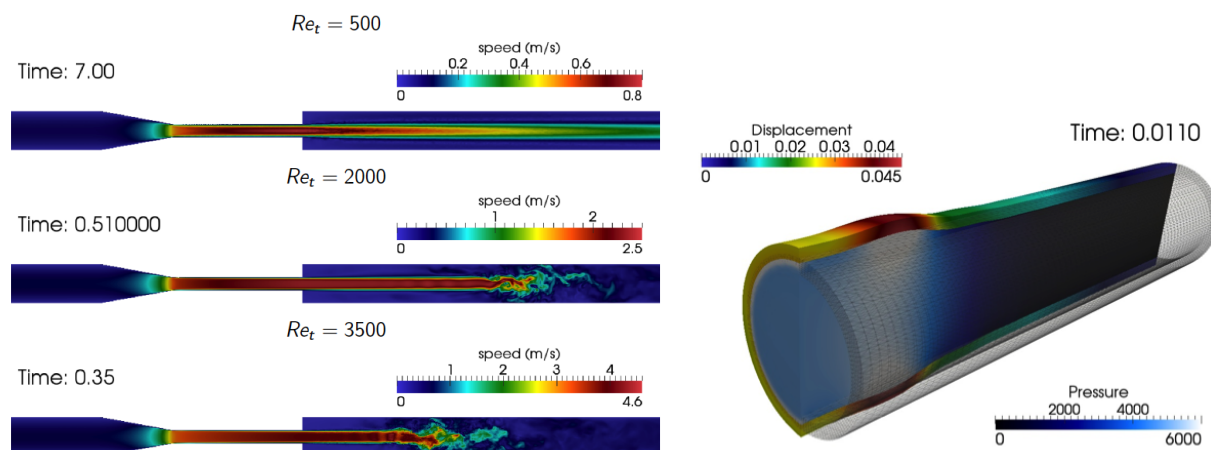 Re_t = 500
speed (m/s)
Time: 7.00
0.2 0.6
0 0.8
Re_t = 2000
speed (m/s)
Time: 0.510000
1 2
0 2.5
Re_t = 3500
speed (m/s)
Time: 0.35
1 2 3 4
0 4.6
Displacement
Time: 0.0110
0.01 0.02 0.03 0.04
0 0.045
Pressure
2000 4000
0 6000